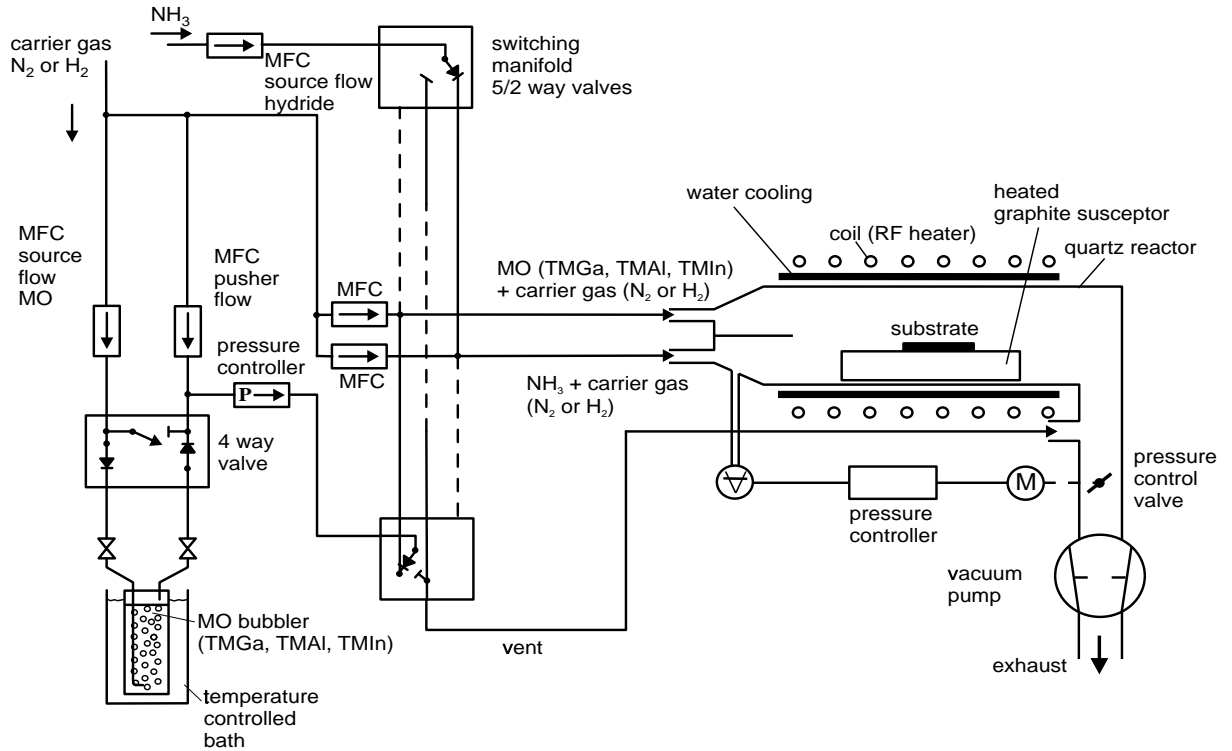 NH₃
carrier gas
N₂ or H₂
MFC
source flow
hydride
switching
manifold
5/2 way valves
MFC
source
flow
MO
MFC
pusher
flow
pressure
controller
P
4 way
valve
MFC
MFC
MO (TMGa, TMAl, TMIn)
+ carrier gas (N₂ or H₂)
NH₃ + carrier gas
(N₂ or H₂)
water cooling
coil (RF heater)
heated
graphite susceptor
quartz reactor
substrate
M
pressure
controller
pressure
control
valve
vacuum
pump
exhaust
vent
MO bubbler
(TMGa, TMAl, TMIn)
temperature
controlled
bath